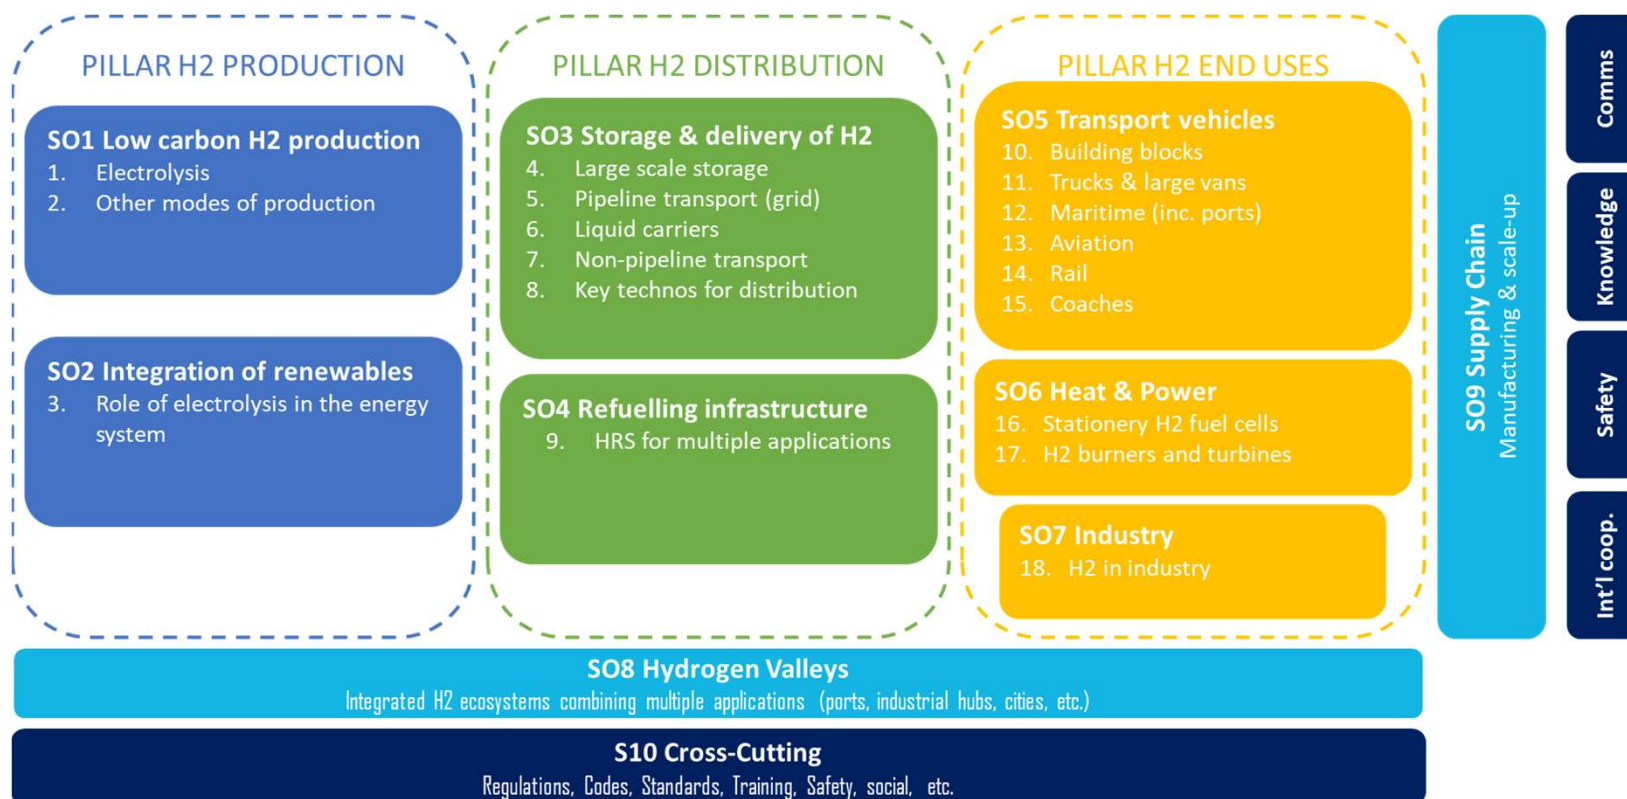 PILLAR H2 PRODUCTION
SO1 Low carbon H2 production
1. Electrolysis
2. Other modes of production
SO2 Integration of renewables
3. Role of electrolysis in the energy
system
PILLAR H2 DISTRIBUTION
SO3 Storage & delivery of H2
4. Large scale storage
5. Pipeline transport (grid)
6. Liquid carriers
7. Non-pipeline transport
8. Key technos for distribution
SO4 Refuelling infrastructure
9. HRS for multiple applications
PILLAR H2 END USES
SO5 Transport vehicles
10. Building blocks
11. Trucks & large vans
12. Maritime (inc. ports)
13. Aviation
14. Rail
15. Coaches
SO6 Heat & Power
16. Stationery H2 fuel cells
17. H2 burners and turbines
SO7 Industry
18. H2 in industry
SO9 Supply Chain
Manufacturing & scale-up
Comms
Knowledge
Safety
Int'l coop.
SO8 Hydrogen Valleys
Integrated H2 ecosystems combining multiple applications (ports, industrial hubs, cities, etc.)
S10 Cross-Cutting
Regulations, Codes, Standards, Training, Safety, social, etc.